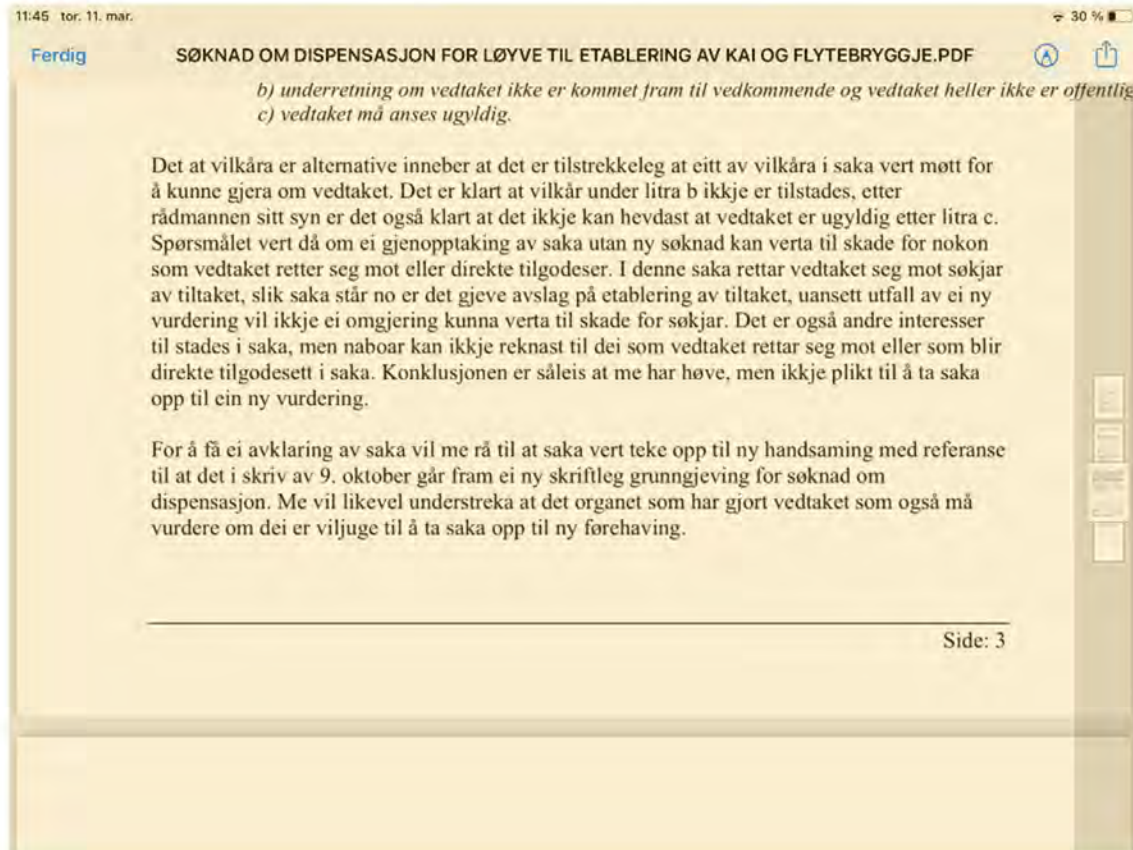 11:45 tor. 11. mar.
30 %
Ferdig
SØKNAD OM DISPENSASJON FOR LØYVE TIL ETABLERING AV KAI OG FLYTEBRYGGJE.PDF
b) underretning om vedtaket ikke er kommet fram til vedkommende og vedtaket heller ikke er offentlig
c) vedtaket må anses ugyldig.
Det at vilkåra er alternative inneber at det er tilstrekkeleg at eitt av vilkåra i saka vert møtt for
å kunne gjera om vedtaket. Det er klart at vilkår under litra b ikkje er tilstades, etter
rådmannen sitt syn er det også klart at det ikkje kan hevdast at vedtaket er ugyldig etter litra c.
Spørsmålet vert då om ei gjenopptaking av saka utan ny søknad kan verta til skade for nokon
som vedtaket retter seg mot eller direkte tilgodeser. I denne saka rettar vedtaket seg mot søkjar
av tiltaket, slik saka står no er det gjeve avslag på etablering av tiltaket, uansett utfall av ei ny
vurdering vil ikkje ei omgjering kunna verta til skade for søkjar. Det er også andre interesser
til stades i saka, men naboar kan ikkje reknast til dei som vedtaket rettar seg mot eller som blir
direkte tilgodesett i saka. Konklusjonen er såleis at me har høve, men ikkje plikt til å ta saka
opp til ein ny vurdering.
For å få ei avklaring av saka vil me rå til at saka vert teke opp til ny handsaming med referanse
til at det i skriv av 9. oktober går fram ei ny skriftleg grunngjeving for søknad om
dispensasjon. Me vil likevel understreka at det organet som har gjort vedtaket som også må
vurdere om dei er viljuge til å ta saka opp til ny førehaving.
Side: 3